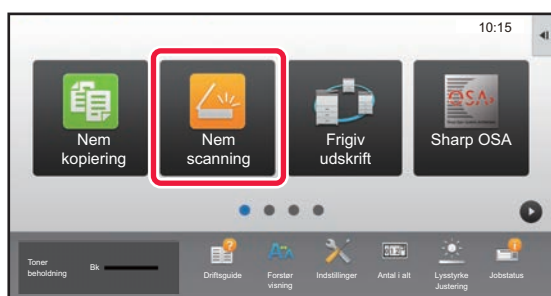 10:15
Nem
kopiering
Nem
scanning
Frigiv
udskrift
OSA
Sharp OSA
Toner
beholdning
Bk
Driftsguide
Forstør
visning
Indstillinger
Antal i alt
Lysstyrke
Justering
Jobstatus